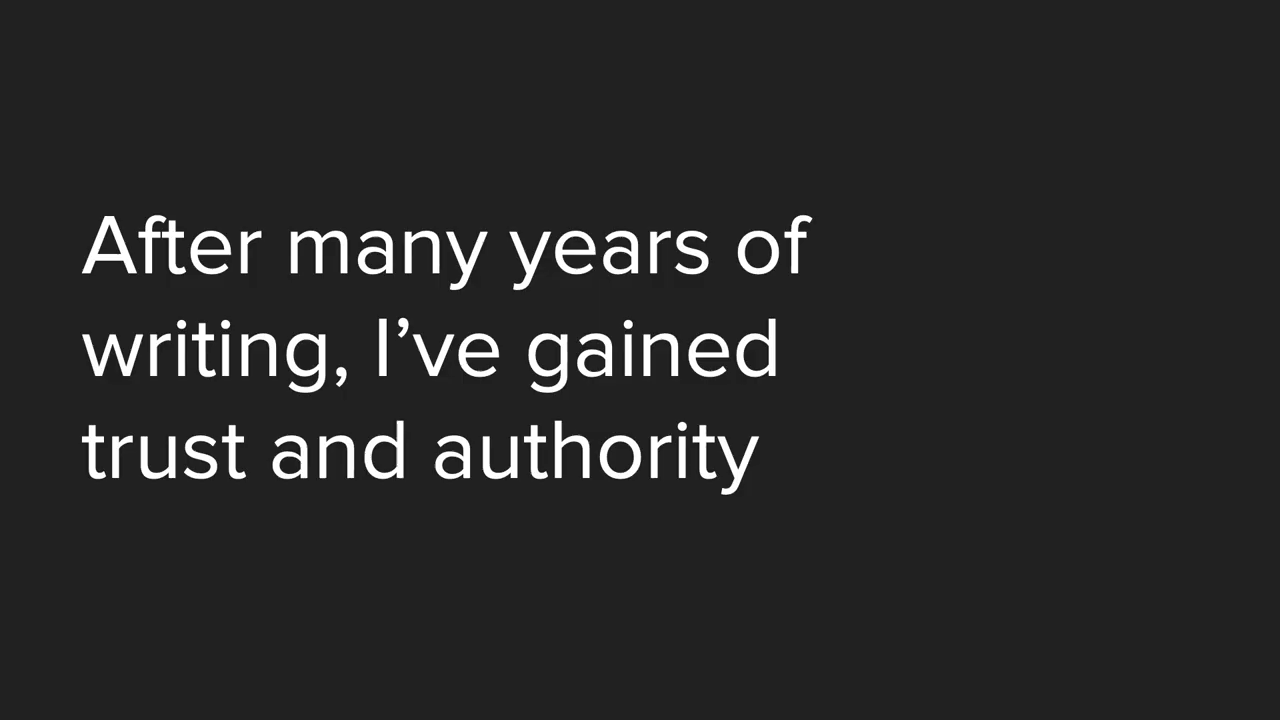 After many years of
writing, I’ve gained
trust and authority